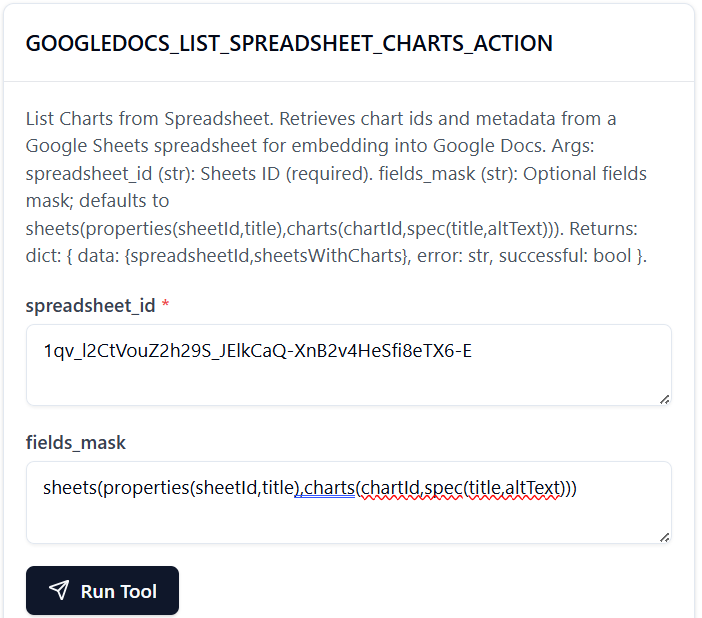 GOOGLEDOCS_LIST_SPREADSHEET_CHARTS_ACTION
List Charts from Spreadsheet. Retrieves chart ids and metadata from a
Google Sheets spreadsheet for embedding into Google Docs. Args:
spreadsheet_id (str): Sheets ID (required). fields_mask (str): Optional fields
mask; defaults to
sheets(properties(sheetId,title),charts(chartId,spec(title,altText))). Returns:
dict: { data: {spreadsheetId,sheetsWithCharts}, error: str, successful: bool }.
spreadsheet_id *
1qv_l2CtVouZ2h29S_JElkCaQ-XnB2v4HeSfi8eTX6-E
fields_mask
sheets(properties(sheetId,title),charts(chartId,spec(title,altText)))
Run Tool